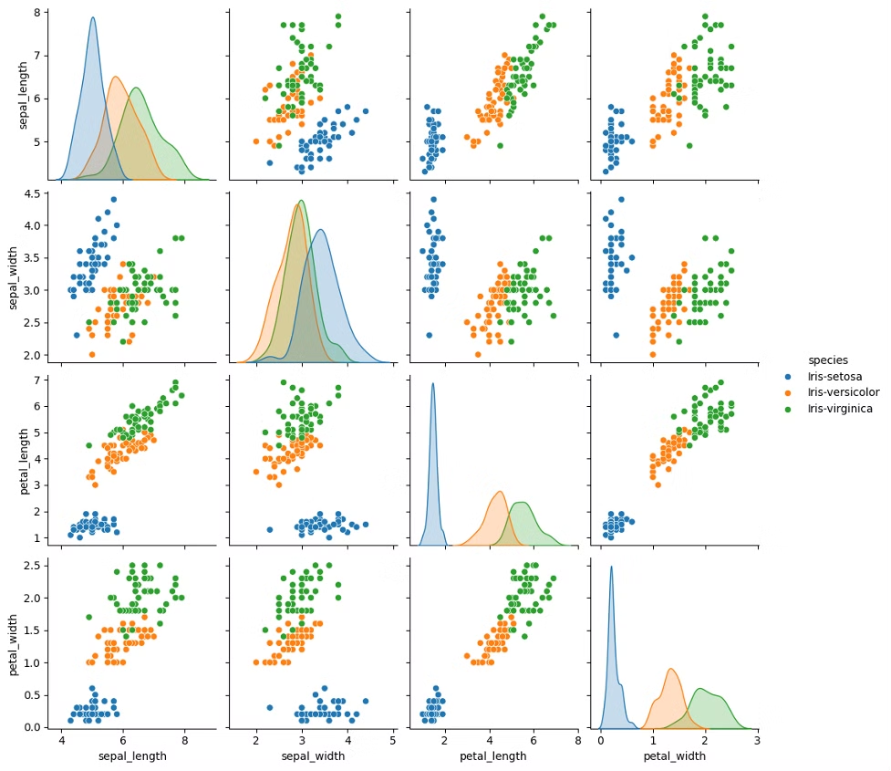 8
7
6
5
sepal_length
4.5
4.0
3.5
3.0
2.5
2.0
sepal_width
species
Iris-setosa
Iris-versicolor
Iris-virginica
7
6
5
4
3
2
1
petal_length
2.5
2.0
1.5
1.0
0.5
0.0
petal_width
4 6 8
2 3 4 5
2 4 6 8
0 1 2 3
sepal_length sepal_width petal_length petal_width